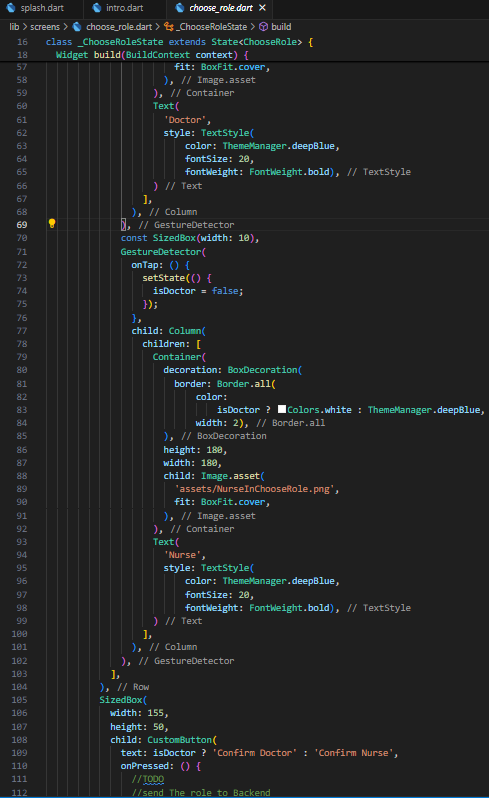 splash.dart intro.dart choose_role.dart ×
lib > screens > choose_role.dart > _ChooseRoleState > build
16 class _ChooseRoleState extends State<ChooseRole> {
18 Widget build(BuildContext context) {
57 fit: BoxFit.cover,
58 ), // Image.asset
59 ), // Container
60 Text(
61 'Doctor',
62 style: TextStyle(
63 color: ThemeManager.deepBlue,
64 fontSize: 20,
65 fontWeight: FontWeight.bold), // TextStyle
66 ) // Text
67 ],
68 ), // Column
69 ), // GestureDetector
70 const SizedBox(width: 10),
71 GestureDetector(
72 onTap: () {
73 setState(() {
74 isDoctor = false;
75 });
76 },
77 child: Column(
78 children: [
79 Container(
80 decoration: BoxDecoration(
81 border: Border.all(
82 color:
83 isDoctor ? Colors.white : ThemeManager.deepBlue,
84 width: 2), // Border.all
85 ), // BoxDecoration
86 height: 180,
87 width: 180,
88 child: Image.asset(
89 'assets/NurseInChooseRole.png',
90 fit: BoxFit.cover,
91 ), // Image.asset
92 ), // Container
93 Text(
94 'Nurse',
95 style: TextStyle(
96 color: ThemeManager.deepBlue,
97 fontSize: 20,
98 fontWeight: FontWeight.bold), // TextStyle
99 ) // Text
100 ],
101 ), // Column
102 ), // GestureDetector
103 ],
104 ), // Row
105 SizedBox(
106 width: 155,
107 height: 50,
108 child: CustomButton(
109 text: isDoctor ? 'Confirm Doctor' : 'Confirm Nurse',
110 onPressed: () {
111 //TODO
112 //send The role to Backend